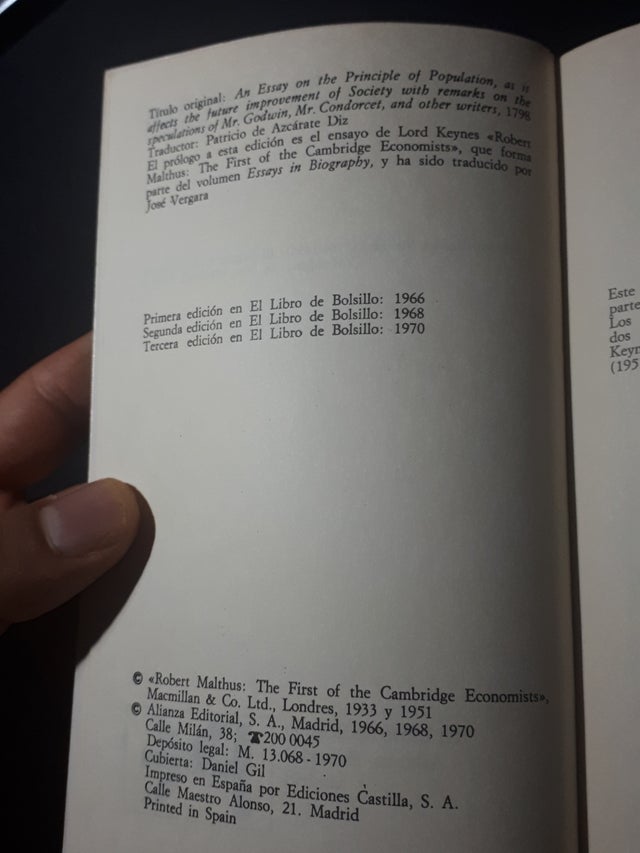 Título original: An Essay on the Principle of Population, as it
affects the future improvement of Society with remarks on the
speculations of Mr. Godwin, Mr. Condorcet, and other writers, 1798
Traductor: Patricio de Azcárate Diz
El prólogo a esta edición es el ensayo de Lord Keynes «Robert
Malthus: The First of the Cambridge Economists», que forma
parte del volumen Essays in Biography, y ha sido traducido por
José Vergara
Primera edición en El Libro de Bolsillo: 1966
Segunda edición en El Libro de Bolsillo: 1968
Tercera edición en El Libro de Bolsillo: 1970
© «Robert Malthus: The First of the Cambridge Economists»,
Macmillan & Co. Ltd., Londres, 1933 y 1951
© Alianza Editorial, S. A., Madrid, 1966, 1968, 1970
Calle Milán, 38; ☎200 0045
Depósito legal: M. 13.068-1970
Cubierta: Daniel Gil
Impreso en España por Ediciones Castilla, S. A.
Calle Maestro Alonso, 21. Madrid
Printed in Spain
Este
parte
Los
dos
Keyn
(195